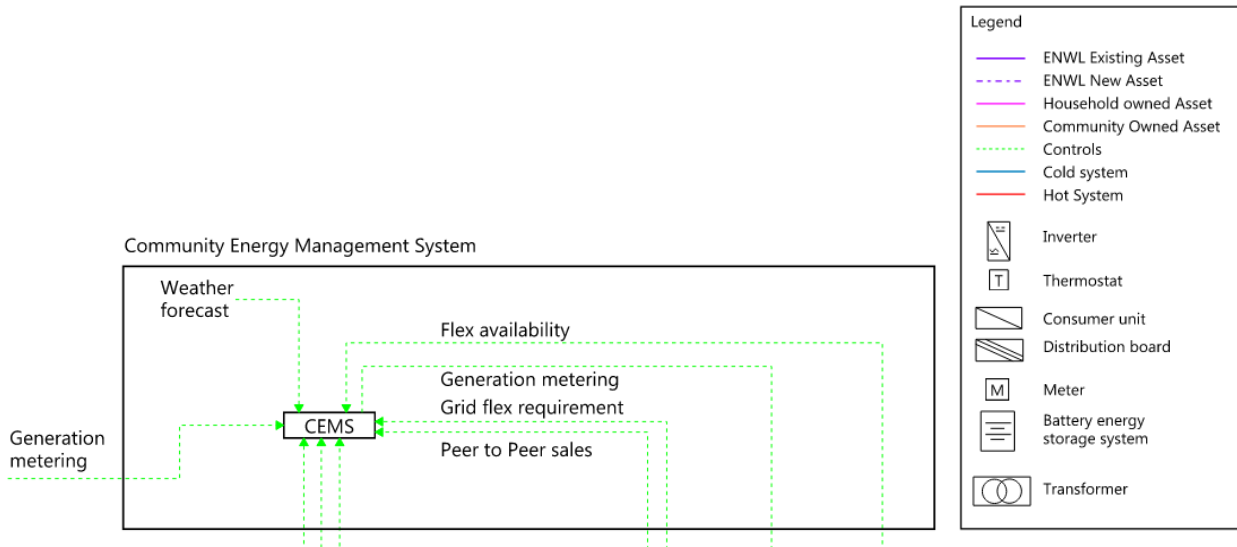 Community Energy Management System
Weather
forecast
Flex availability
Generation metering
Grid flex requirement
CEMS
Peer to Peer sales
Generation
metering
Legend
ENWL Existing Asset
ENWL New Asset
Household owned Asset
Community Owned Asset
Controls
Cold system
Hot System
Inverter
T
Thermostat
Consumer unit
Distribution board
M
Meter
Battery energy
storage system
Transformer